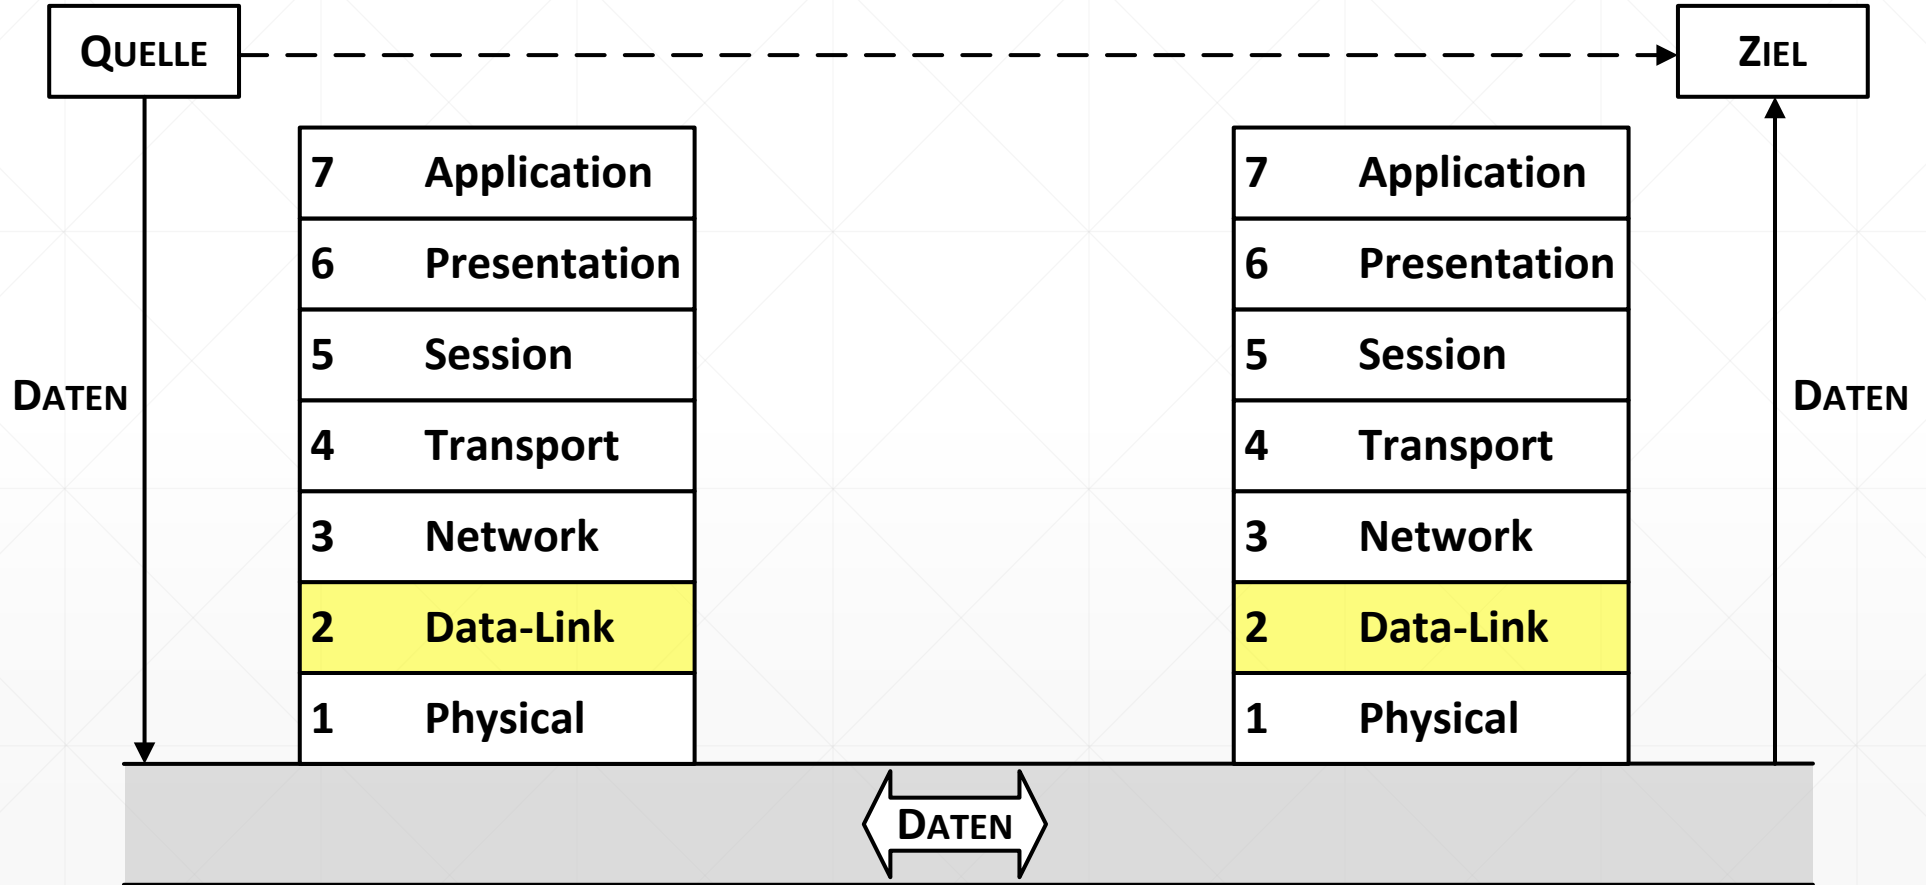 QUELLE
ZIEL
7 Application
6 Presentation
5 Session
4 Transport
3 Network
2 Data-Link
1 Physical
7 Application
6 Presentation
5 Session
4 Transport
3 Network
2 Data-Link
1 Physical
DATEN
DATEN
DATEN